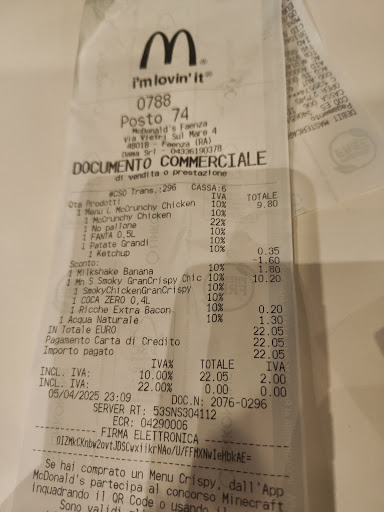 M
i'm lovin' it®
0788
Posto 74
McDonald's Faenza
via Vietri Sul Mare 4
48018 - Faenza (RA)
Dama Srl - 04336190378
DOCUMENTO COMMERCIALE
di vendita o prestazione
#CSO Trans.:296 CASSA:6
Qta Prodotti IVA TOTALE
1 Menu L McCrunchy Chicken 10% 9.80
1 McCrunchy Chicken 10%
1 No pallone 22%
1 FANTA 0,5L 10%
1 Patate Grandi 10%
1 Ketchup 10% 0.35
Sconto: -1.60
1 Milkshake Banana 10% 1.80
1 Mn S Smoky GranCrispy Chic 10% 10.20
1 SmokyChickenGranCrispy 10%
1 COCA ZERO 0,4L 10%
1 Ricche Extra Bacon 10% 0.20
1 Acqua Naturale 10% 1.30
IN Totale EURO 22.05
Pagamento Carta di Credito 22.05
Importo pagato 22.05
IVA% TOTALE IVA
INCL. IVA: 10.00% 22.05 2.00
INCL. IVA: 22.00% 0.00 0.00
05/04/2025 23:09 DOC.N: 2076-0296
SERVER RT: 53SNS304112
ECR: 04290006
FIRMA ELETTRONICA
Se hai comprato un Menu Crispy, dall'App
McDonald's partecipa al concorso Minecraft
inquadrando il QR Code o usando il
Sono validi
DEBIT MASTERCARD